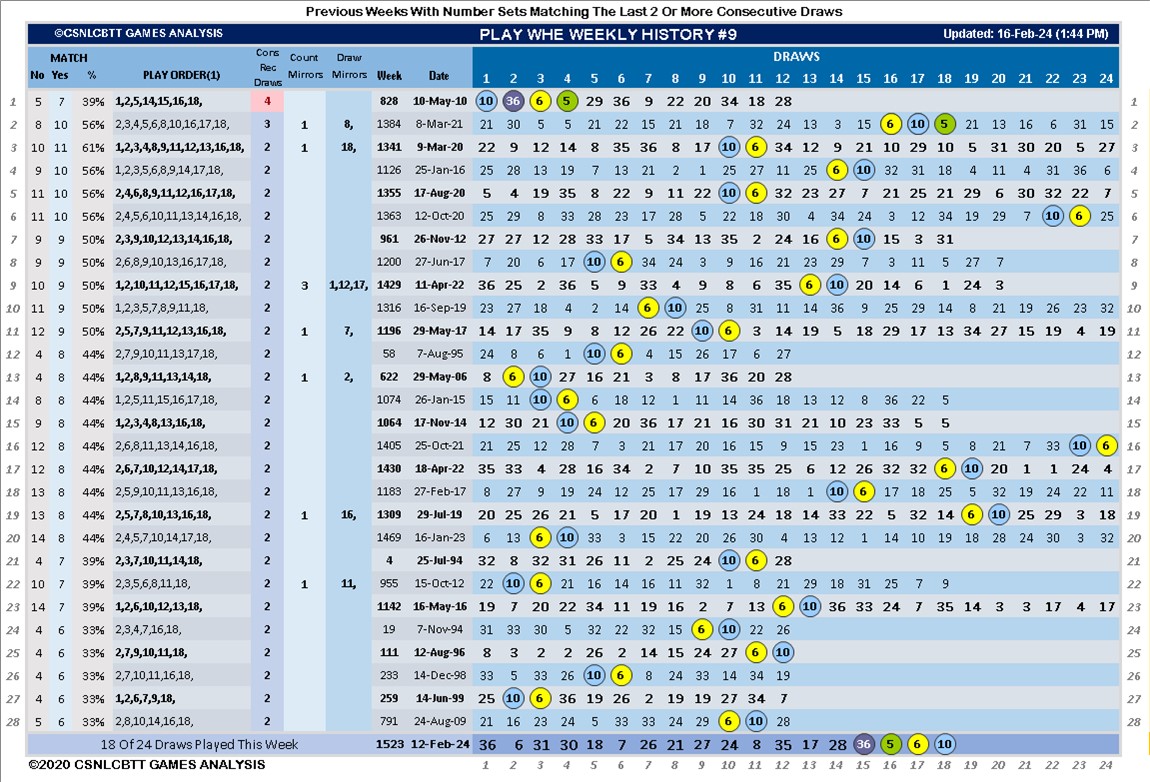 Previous Weeks With Number Sets Matching The Last 2 Or More Consecutive Draws
©CSNLCBTT GAMES ANALYSIS PLAY WHE WEEKLY HISTORY #9 Updated: 16-Feb-24 (1:44 PM)
MATCH Cons Rec Draws Count Mirrors Draw Mirrors DRAWS
No Yes % PLAY ORDER(1) Week Date 1 2 3 4 5 6 7 8 9 10 11 12 13 14 15 16 17 18 19 20 21 22 23 24
1 5 7 39% 1,2,5,14,15,16,18, 4 828 10-May-10 10 36 6 5 29 36 9 22 20 34 18 28 1
2 8 10 56% 2,3,4,5,6,8,10,16,17,18, 3 1 8, 1384 8-Mar-21 21 30 5 5 21 22 15 21 18 7 32 24 13 3 15 6 10 5 21 13 16 6 31 15 2
3 10 11 61% 1,2,3,4,8,9,11,12,13,16,18, 2 1 18, 1341 9-Mar-20 22 9 12 14 8 35 36 8 17 10 6 34 12 9 21 10 29 10 5 31 30 20 5 27 3
4 9 10 56% 1,2,3,5,6,8,9,14,17,18, 2 1126 25-Jan-16 25 28 13 19 7 13 21 2 1 25 27 11 25 6 10 32 31 18 4 11 4 31 36 6 4
5 11 10 56% 2,4,6,8,9,11,12,16,17,18, 2 1355 17-Aug-20 5 4 19 35 8 22 9 11 22 10 6 32 23 27 7 21 25 21 29 6 30 32 22 7 5
6 11 10 56% 2,4,5,6,10,11,13,14,16,18, 2 1363 12-Oct-20 25 29 8 33 28 23 17 28 5 22 18 30 4 34 24 3 12 34 19 29 7 10 6 25 6
7 9 9 50% 2,3,9,10,12,13,14,16,18, 2 961 26-Nov-12 27 27 12 28 33 17 5 34 13 35 2 24 16 6 10 15 3 31 7
8 9 9 50% 2,6,8,9,10,13,16,17,18, 2 1200 27-Jun-17 7 20 6 17 10 6 34 24 3 9 16 21 23 29 7 3 11 5 27 7 8
9 10 9 50% 1,2,10,11,12,15,16,17,18, 2 3 1,12,17, 1429 11-Apr-22 36 25 2 36 5 9 33 4 9 8 6 35 6 10 20 14 6 1 24 3 9
10 10 9 50% 1,2,3,5,7,8,9,11,18, 2 1316 16-Sep-19 23 27 18 4 2 14 6 10 25 8 31 11 14 36 9 25 29 14 8 21 19 26 23 32 10
11 12 9 50% 2,5,7,9,11,12,13,16,18, 2 1 7, 1196 29-May-17 14 17 35 9 8 12 26 22 10 6 3 14 19 5 18 29 17 13 34 27 15 19 4 19 11
12 4 8 44% 2,7,9,10,11,13,17,18, 2 58 7-Aug-95 24 8 6 1 10 6 4 15 26 17 6 27 12
13 4 8 44% 1,2,8,9,11,13,14,18, 2 1 2, 622 29-May-06 8 6 10 27 16 21 3 8 17 36 20 28 13
14 8 8 44% 1,2,5,11,15,16,17,18, 2 1074 26-Jan-15 15 11 10 6 6 18 12 1 11 14 36 18 13 12 8 36 22 5 14
15 9 8 44% 1,2,3,4,8,13,16,18, 2 1064 17-Nov-14 12 30 21 10 6 20 36 17 21 16 30 31 21 10 23 33 5 5 15
16 12 8 44% 2,6,8,11,13,14,16,18, 2 1405 25-Oct-21 21 25 12 28 7 3 21 17 20 16 15 9 15 23 1 16 9 5 8 21 7 33 10 6 16
17 12 8 44% 2,6,7,10,12,14,17,18, 2 1430 18-Apr-22 35 33 4 28 16 34 2 7 10 35 35 25 6 12 26 32 32 6 10 20 1 1 24 4 17
18 13 8 44% 2,5,9,10,11,13,16,18, 2 1183 27-Feb-17 8 27 9 19 24 12 25 17 29 16 1 18 1 10 6 17 18 25 5 32 19 24 22 11 18
19 13 8 44% 2,5,7,8,10,13,16,18, 2 1 16, 1309 29-Jul-19 20 25 26 21 5 17 20 1 19 13 24 18 14 33 22 5 32 14 6 10 25 29 3 18 19
20 14 8 44% 2,4,5,7,10,14,17,18, 2 1469 16-Jan-23 6 13 6 10 33 3 15 22 20 26 30 4 13 12 1 14 10 19 18 28 24 30 3 32 20
21 4 7 39% 2,3,7,10,11,14,18, 2 4 25-Jul-94 32 8 32 31 26 11 2 25 24 10 6 28 21
22 10 7 39% 2,3,5,6,8,11,18, 2 1 11, 955 15-Oct-12 22 10 6 21 14 16 11 32 1 8 21 29 18 31 25 7 9 22
23 14 7 39% 1,2,6,10,12,13,18, 2 1142 16-May-16 19 7 20 22 34 11 19 16 2 7 13 6 10 36 33 24 7 35 14 3 3 17 4 17 23
24 4 6 33% 2,3,4,7,16,18, 2 19 7-Nov-94 31 33 30 5 32 22 32 15 6 10 22 26 24
25 4 6 33% 2,7,9,10,11,18, 2 111 12-Aug-96 8 3 2 2 26 2 14 15 24 27 6 10 25
26 4 6 33% 2,7,10,11,16,18, 2 233 14-Dec-98 22 33 5 26 10 6 8 24 33 14 34 19 26
27 4 6 33% 1,2,6,7,9,18, 2 259 14-Jun-99 25 10 6 36 19 26 2 19 19 27 34 7 27
28 5 6 33% 2,8,10,14,16,18, 2 791 24-Aug-09 21 16 23 4 5 33 33 24 29 6 10 28 28
18 Of 24 Draws Played This Week 1523 12-Feb-24 36 6 31 30 18 7 26 21 27 24 8 35 17 28 36 5 6 10
©2020 CSNLCBTT GAMES ANALYSIS 1 2 3 4 5 6 7 8 9 10 11 12 13 14 15 16 17 18 19 20 21 22 23 24